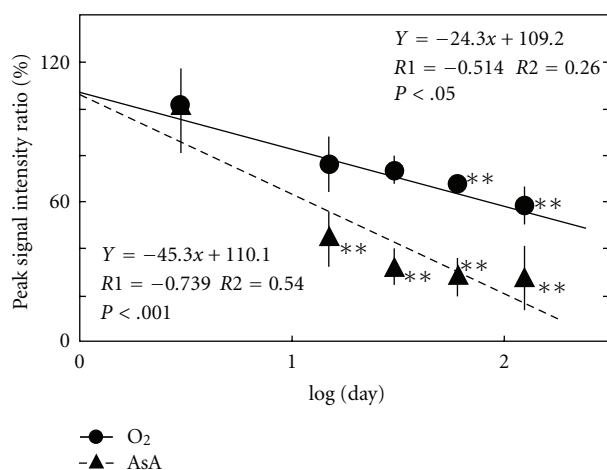 Y = −24.3x + 109.2
R1 = −0.514 R2 = 0.26
P < .05
120
60
0
Peak signal intensity ratio (%)
**
**
**
**
**
**
Y = −45.3x + 110.1
R1 = −0.739 R2 = 0.54
P < .001
0
1
2
log (day)
O₂
AsA